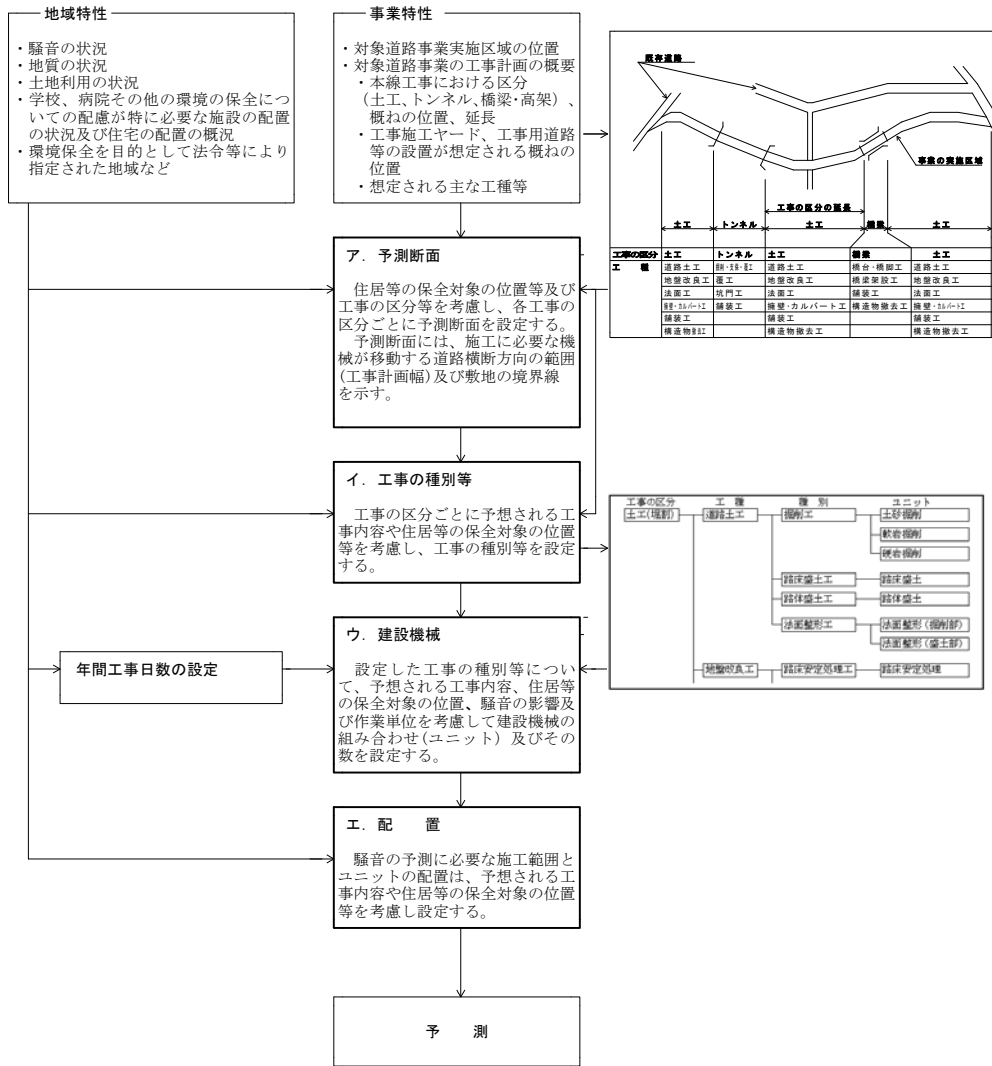 地域特性
・騒音の状況
・地質の状況
・土地利用の状況
・学校、病院その他の環境の保全につ
いての配慮が特に必要な施設の配置
の状況及び住宅の配置の概況
・環境保全を目的として法令等により
指定された地域など
事業特性
・対象道路事業実施区域の位置
・対象道路事業の工事計画の概要
・本線工事における区分
(土工、トンネル、橋梁・高架)、
概ねの位置、延長
・工事施工ヤード、工事用道路
等の設置が想定される概ねの
位置
・想定される主な工種等
既存道路
事業の実施区域
工事の区分の延長
土工 トンネル 土工 橋梁 土工
工事の区分 土工 トンネル 土工 橋梁 土工
工 種 道路土工 掘削・支保・覆工 道路土工 橋台・橋脚工 道路土工
地盤改良工 覆工 地盤改良工 橋梁架設工 地盤改良工
法面工 坑門工 法面工 舗装工 法面工
擁壁・カルバート工 舗装工 擁壁・カルバート工 構造物撤去工 擁壁・カルバート工
舗装工 舗装工 舗装工
構造物撤去工 構造物撤去工 構造物撤去工
ア．予測断面
住居等の保全対象の位置等及び
工事の区分等を考慮し、各工事の
区分ごとに予測断面を設定する。
予測断面には、施工に必要な機
械が移動する道路横断方向の範囲
(工事計画幅)及び敷地の境界線
を示す。
イ．工事の種別等
工事の区分ごとに予想される工
事内容や住居等の保全対象の位置
等を考慮し、工事の種別等を設定
する。
工事の区分 工 種 種 別 ユニット
土工(掘割) 道路土工 掘削工 土砂掘削
軟岩掘削
硬岩掘削
路床盛土工 路床盛土
路体盛土工 路体盛土
法面整形工 法面整形(掘削部)
法面整形(盛土部)
地盤改良工 路床安定処理工 路床安定処理
年間工事日数の設定
ウ．建設機械
設定した工事の種別等につい
て、予想される工事内容、住居等
の保全対象の位置、騒音の影響及
び作業単位を考慮して建設機械の
組み合わせ(ユニット) 及びその
数を設定する。
エ．配 置
騒音の予測に必要な施工範囲と
ユニットの配置は、予想される工
事内容や住居等の保全対象の位置
等を考慮し設定する。
予 測